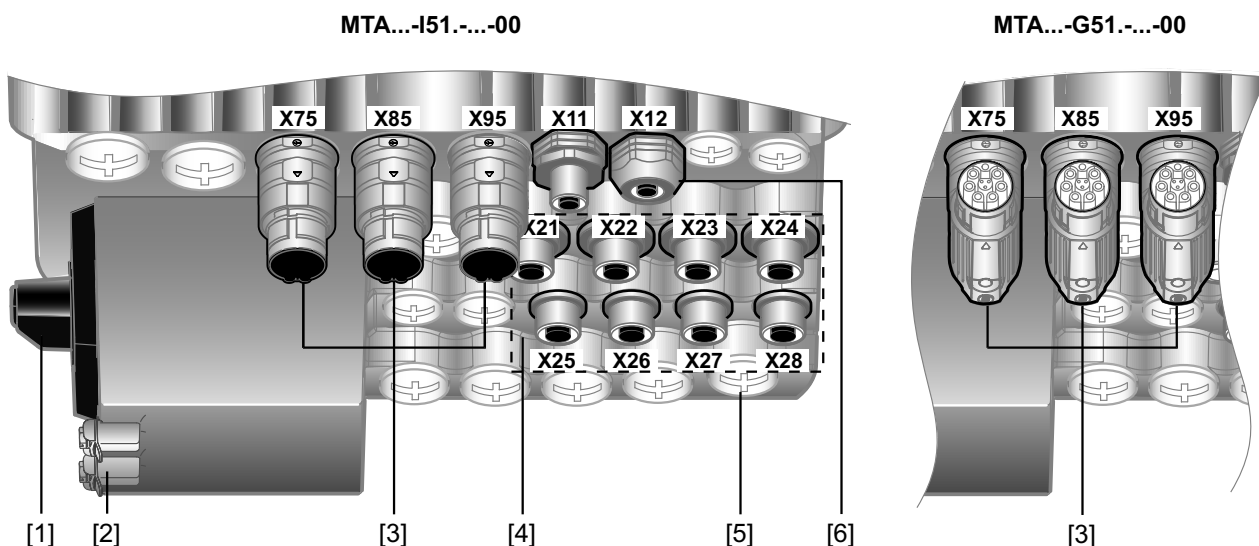 MTA...-I51.-...-00
MTA...-G51.-...-00
X75 X85 X95 X11 X12
X75 X85 X95
X21 X22 X23 X24
X25 X26 X27 X28
[1] [2] [3] [4] [5] [6]
[3]